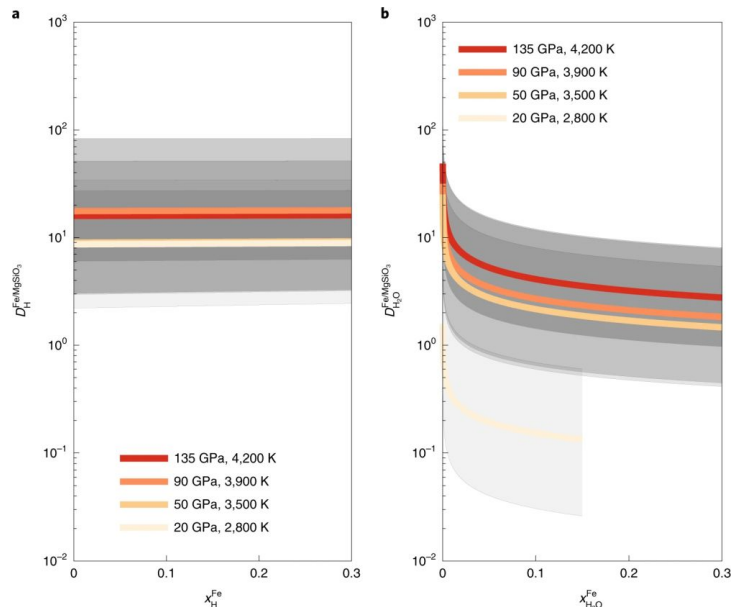 a
10³
10²
10¹
10⁰
10⁻¹
10⁻²
D_H^Fe/MgSiO₃
135 GPa, 4,200 K
90 GPa, 3,900 K
50 GPa, 3,500 K
20 GPa, 2,800 K
0
0.1
0.2
0.3
x_H^Fe
b
10³
10²
10¹
10⁰
10⁻¹
10⁻²
D_H₂O^Fe/MgSiO₃
135 GPa, 4,200 K
90 GPa, 3,900 K
50 GPa, 3,500 K
20 GPa, 2,800 K
0
0.1
0.2
0.3
x_H₂O^Fe